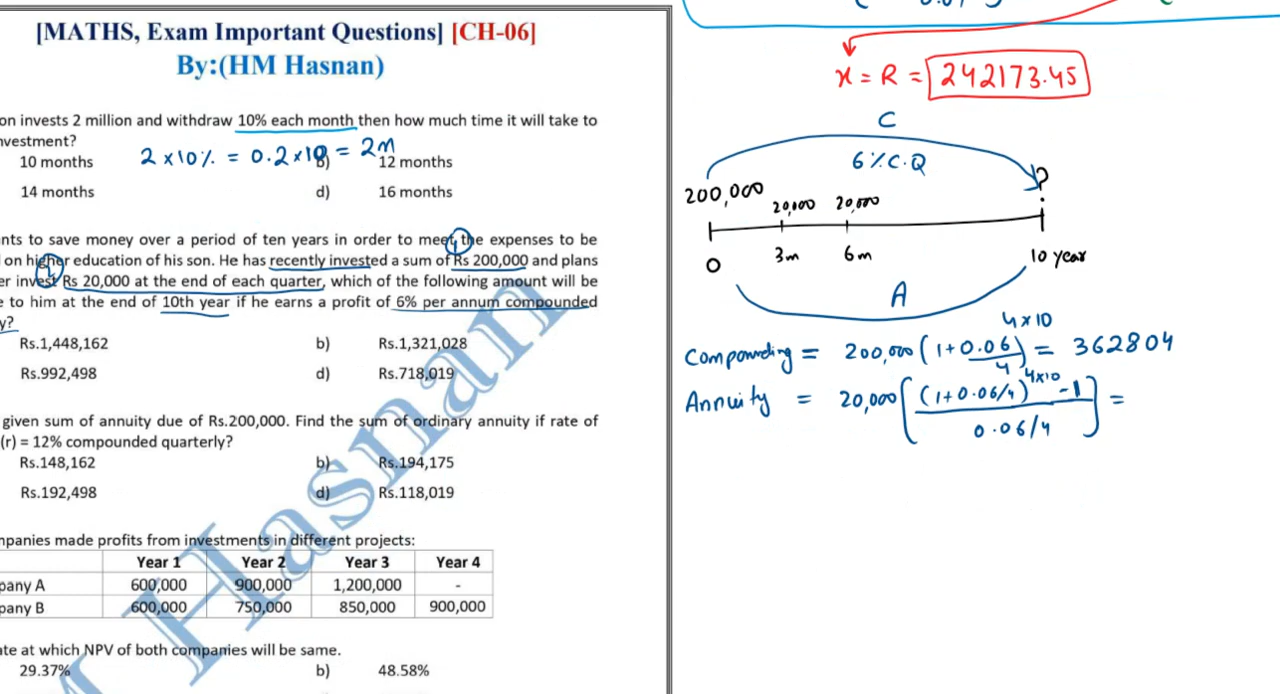 [MATHS, Exam Important Questions] [CH-06]
By:(HM Hasnan)
on invests 2 million and withdraw 10% each month then how much time it will take to
nvestment?
10 months
2 x 10% = 0.2 x 10 = 2M
12 months
14 months
d) 16 months
nts to save money over a period of ten years in order to meet the expenses to be
on higher education of his son. He has recently invested a sum of Rs 200,000 and plans
er invest Rs 20,000 at the end of each quarter, which of the following amount will be
e to him at the end of 10th year if he earns a profit of 6% per annum compounded
y?
Rs.1,448,162
b) Rs.1,321,028
Rs.992,498
d) Rs.718,019
given sum of annuity due of Rs.200,000. Find the sum of ordinary annuity if rate of
(r) = 12% compounded quarterly?
Rs.148,162
b) Rs.194,175
Rs.192,498
d) Rs.118,019
mpanies made profits from investments in different projects:
Year 1 Year 2 Year 3 Year 4
pany A 600,000 900,000 1,200,000 -
pany B 600,000 750,000 850,000 900,000
ate at which NPV of both companies will be same.
29.37%
b) 48.58%
x = R = 242173.45
C
6% C.Q
200,000 20,000 20,000 ?
0 3m 6m 10 year
A
Compounding = 200,000 (1+0.06/4)^4x10 = 362804
Annuity = 20,000 [(1+0.06/4)^4x10 -1 / 0.06/4] =
1
2
Hasnan